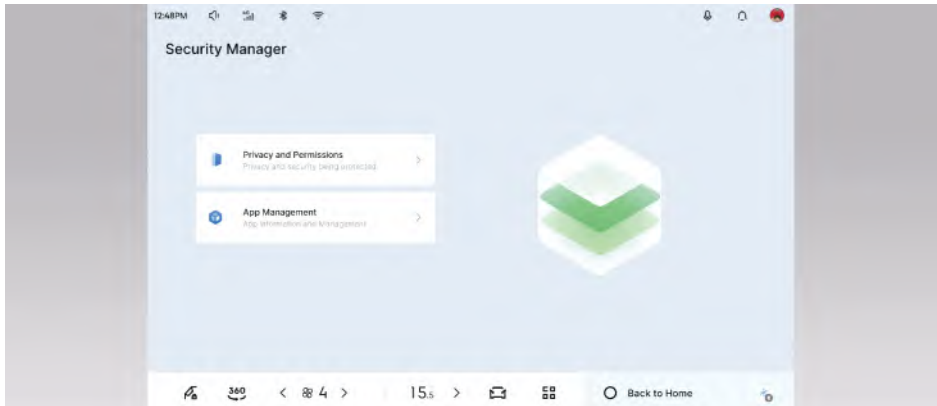 12:48PM
Security Manager
Privacy and Permissions
Privacy and security being protected
App Management
App Information and Management
360
4
15.5
Back to Home